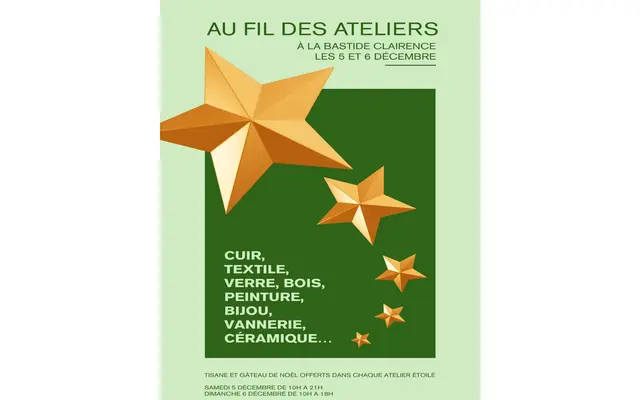 AU FIL DES ATELIERS
À LA BASTIDE CLAIRENCE
LES 5 ET 6 DÉCEMBRE
CUIR,
TEXTILE,
VERRE, BOIS,
PEINTURE,
BIJOU,
VANNERIE,
CÉRAMIQUE...
TISANE ET GÂTEAU DE NOËL OFFERTS DANS CHAQUE ATELIER ÉTOILÉ
SAMEDI 5 DÉCEMBRE DE 10H A 21H
DIMANCHE 6 DÉCEMBRE DE 10H A 18H